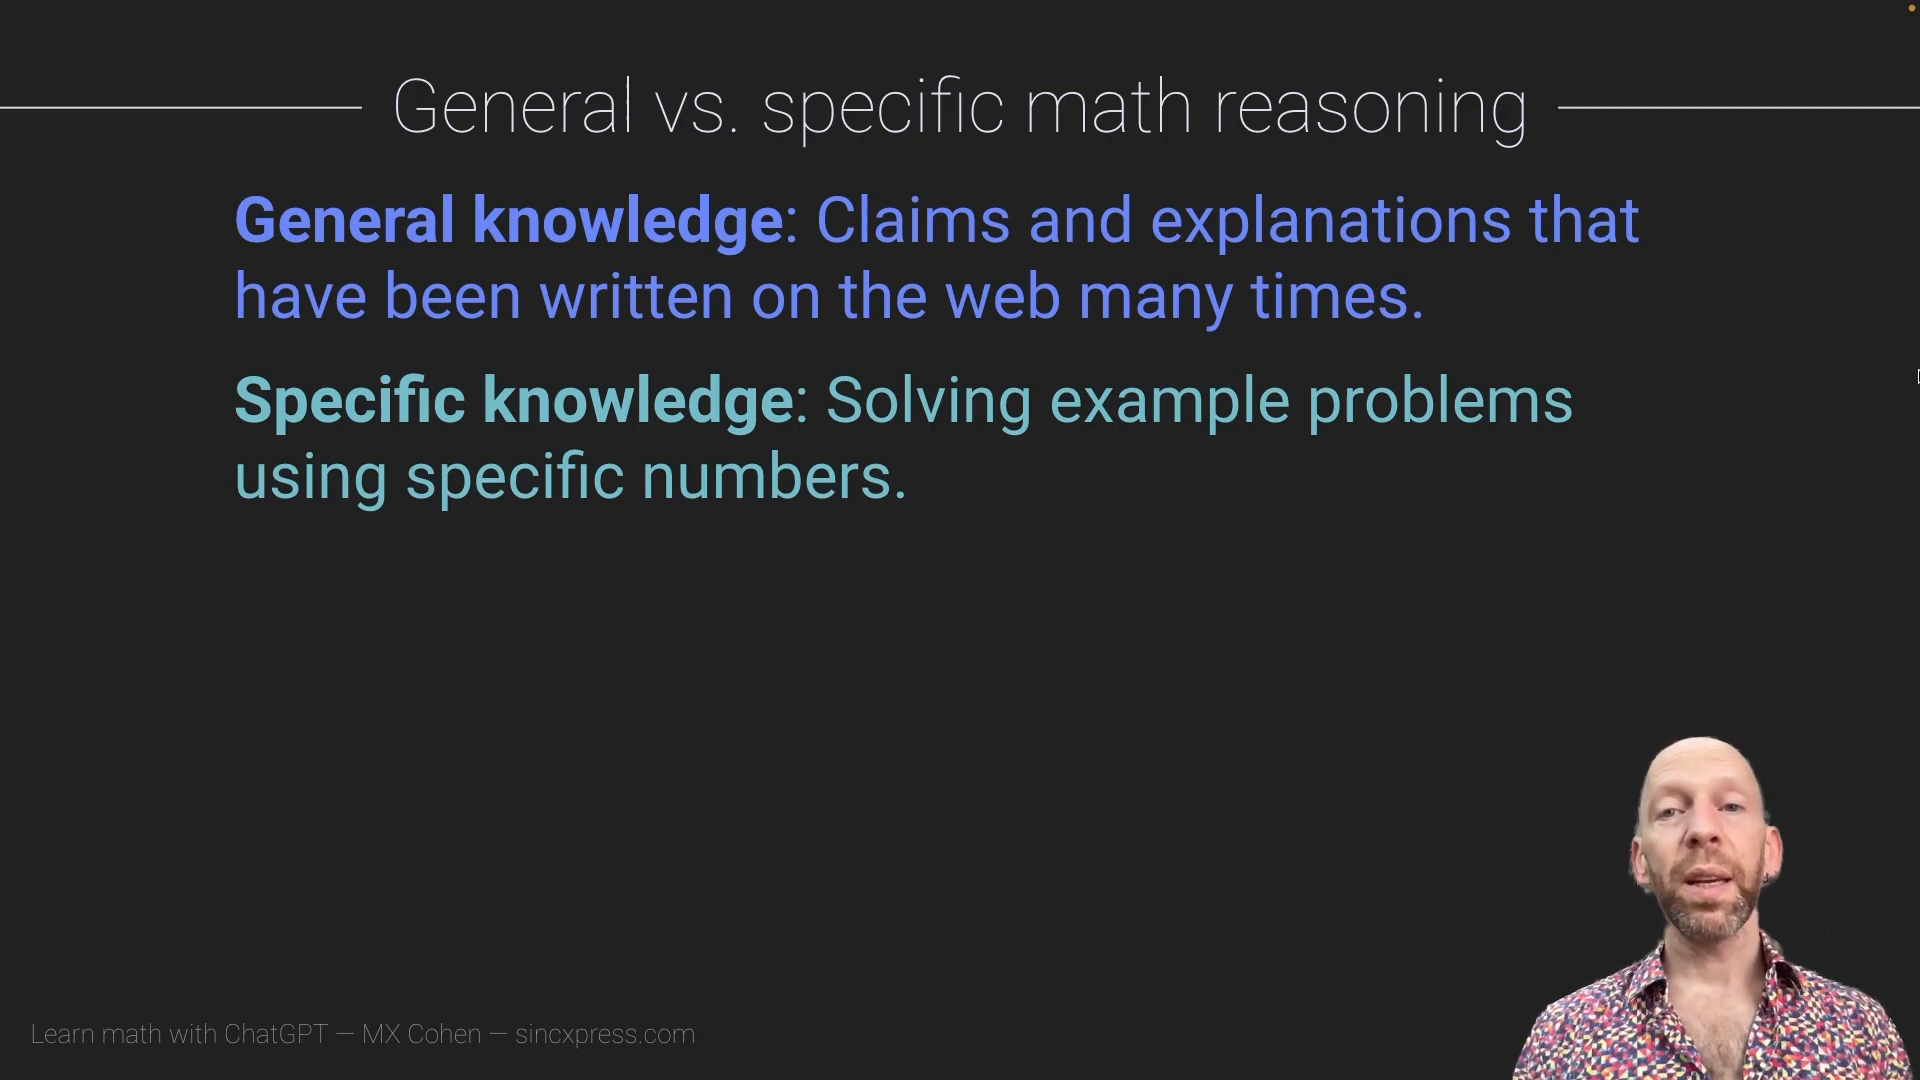 General vs. specific math reasoning
General knowledge: Claims and explanations that
have been written on the web many times.
Specific knowledge: Solving example problems
using specific numbers.
Learn math with ChatGPT — MX Cohen — sincxpress.com